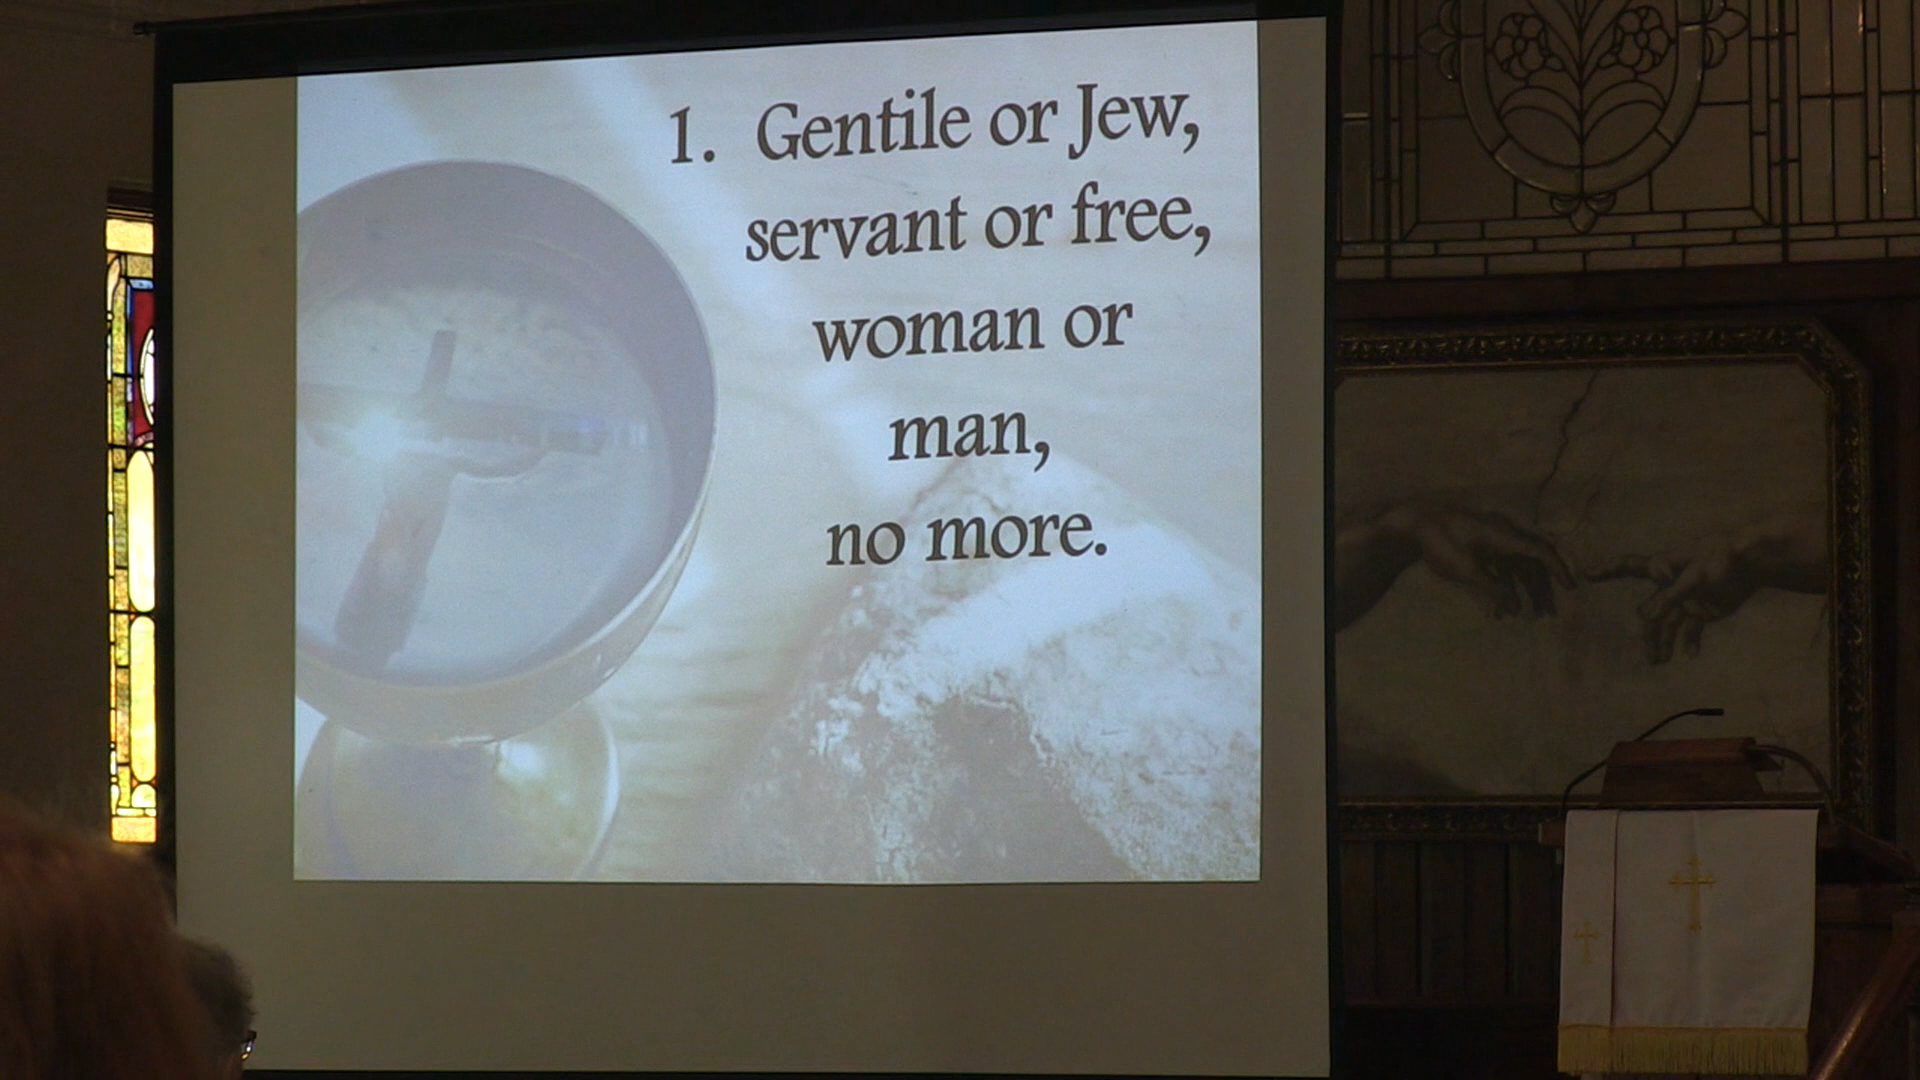 1. Gentile or Jew,
servant or free,
woman or
man,
no more.